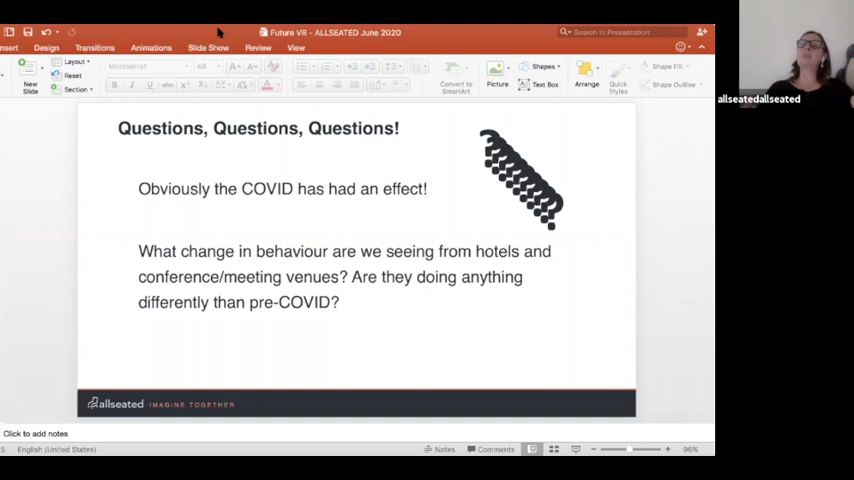 Future VR - ALLSEATED June 2020
Search in Presentation
nsert Design Transitions Animations Slide Show Review View
New Slide
Layout
Reset
Section
Montserrat 48
Convert to SmartArt
Picture
Shapes
Text Box
Arrange
Quick Styles
Shape Fill
Shape Outline
allseatedallseated
Questions, Questions, Questions!
Obviously the COVID has had an effect!
What change in behaviour are we seeing from hotels and
conference/meeting venues? Are they doing anything
differently than pre-COVID?
allseated IMAGINE TOGETHER
Click to add notes
5 English (United States) Notes Comments 96%